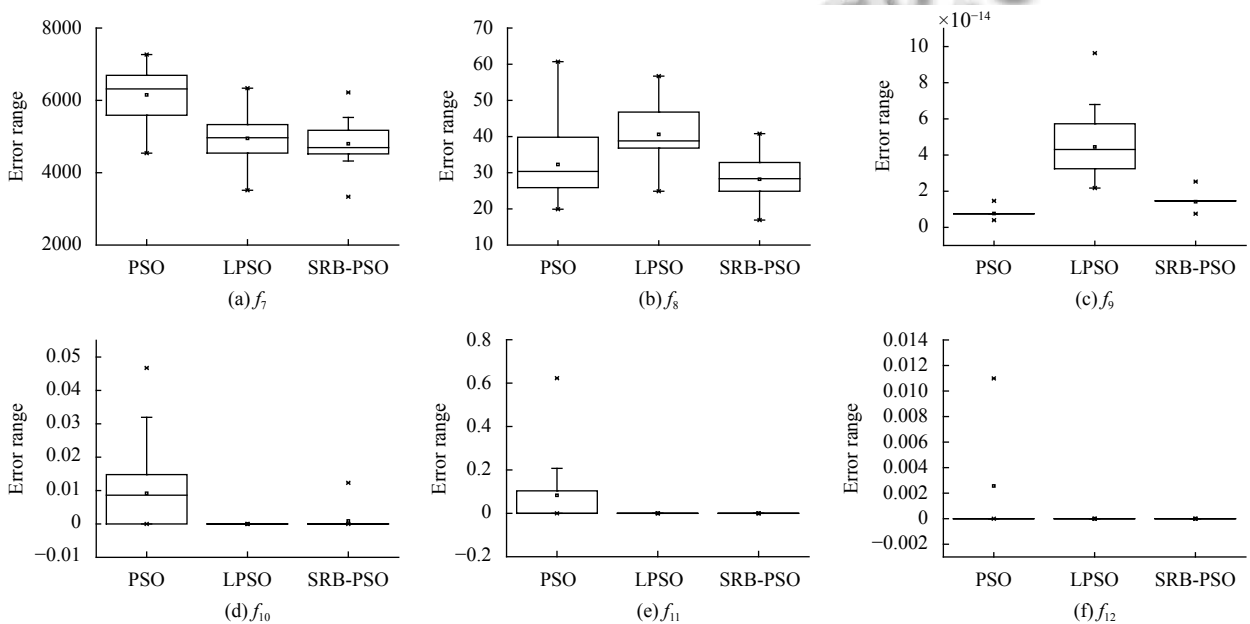 8000
6000
4000
2000
Error range
PSO
LPSO
SRB-PSO
(a) f₇
70
60
50
40
30
20
10
Error range
PSO
LPSO
SRB-PSO
(b) f₈
×10⁻¹⁴
10
8
6
4
2
0
Error range
PSO
LPSO
SRB-PSO
(c) f₉
0.05
0.04
0.03
0.02
0.01
0
−0.01
Error range
PSO
LPSO
SRB-PSO
(d) f₁₀
0.8
0.6
0.4
0.2
0
−0.2
Error range
PSO
LPSO
SRB-PSO
(e) f₁₁
0.014
0.012
0.010
0.008
0.006
0.004
0.002
0
−0.002
Error range
PSO
LPSO
SRB-PSO
(f) f₁₂